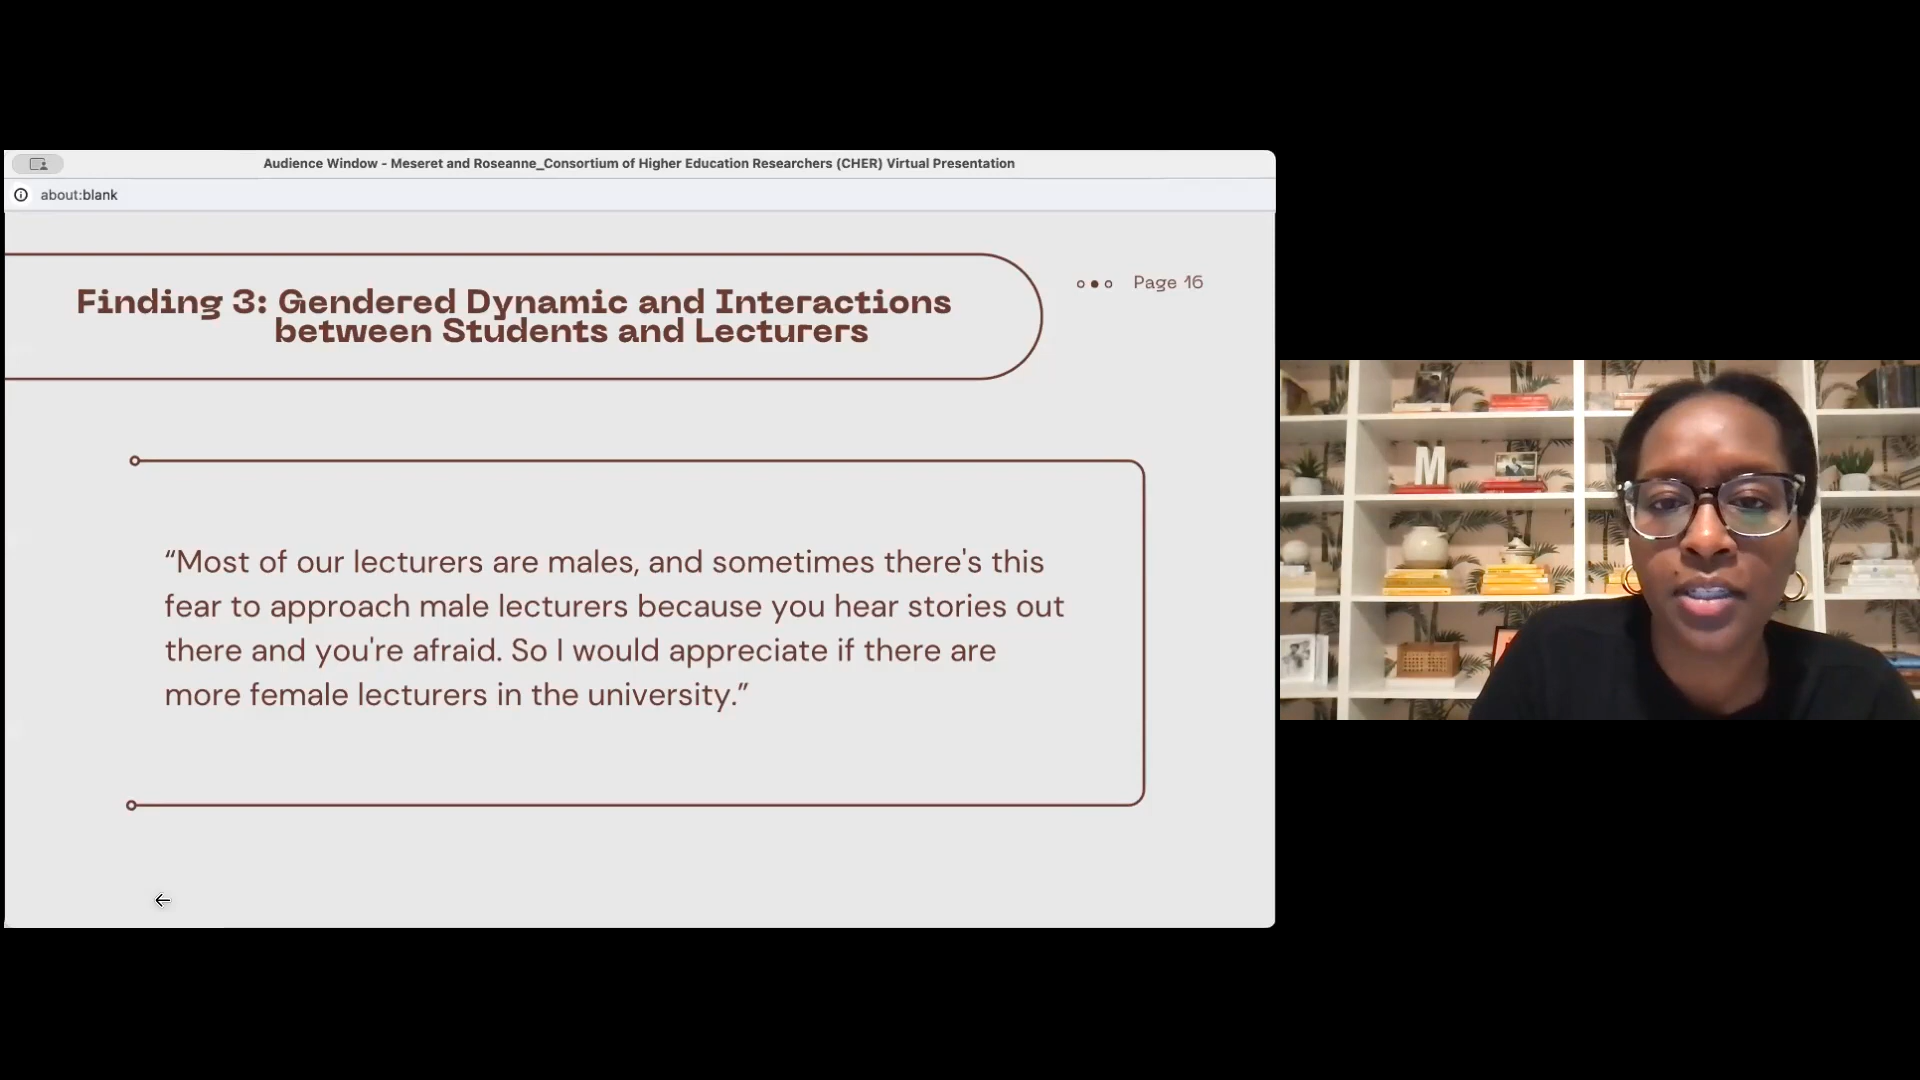 Audience Window - Meseret and Roseanne_Consortium of Higher Education Researchers (CHER) Virtual Presentation
about:blank
Finding 3: Gendered Dynamic and Interactions
between Students and Lecturers
Page 16
“Most of our lecturers are males, and sometimes there's this
fear to approach male lecturers because you hear stories out
there and you're afraid. So I would appreciate if there are
more female lecturers in the university.”
M